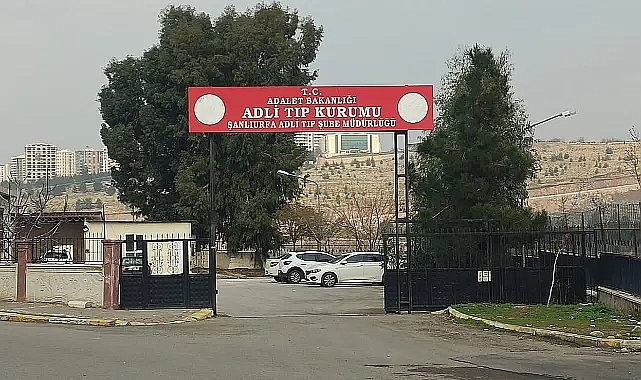 T.C.
ADALET BAKANLIĞI
ADLİ TIP KURUMU
ŞANLIURFA ADLİ TIP ŞUBE MÜDÜRLÜĞÜ